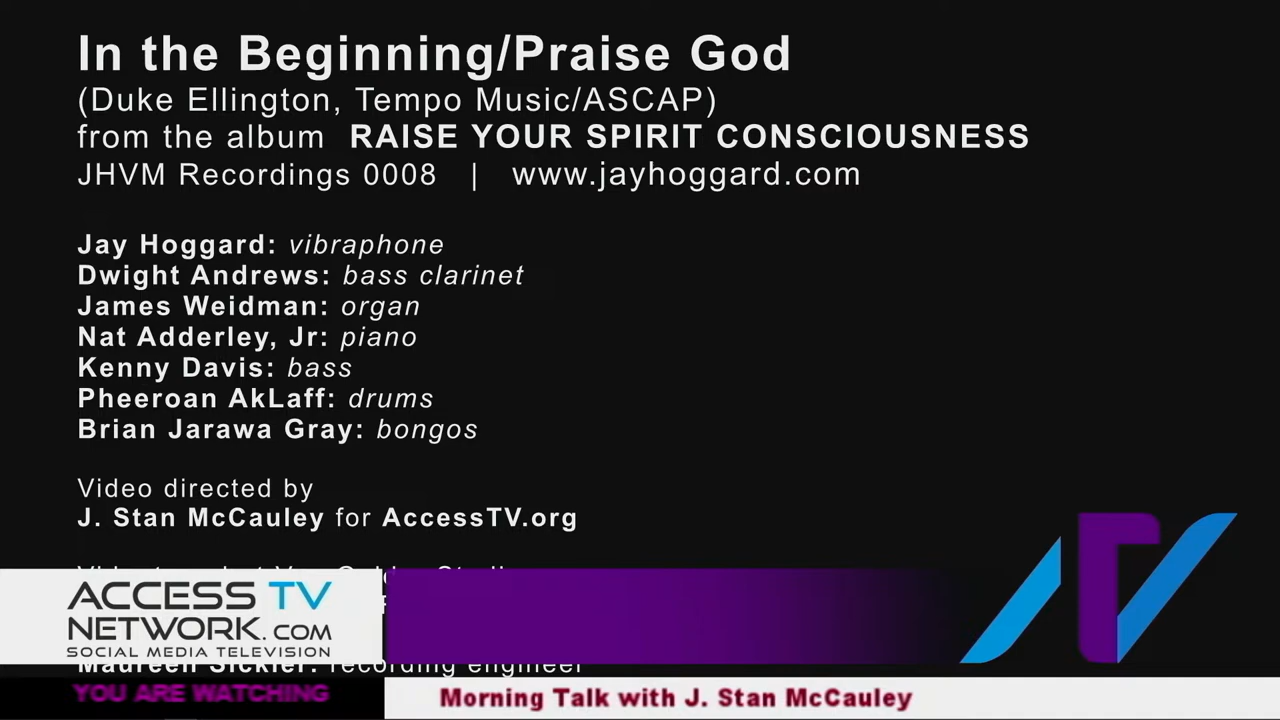 In the Beginning/Praise God
(Duke Ellington, Tempo Music/ASCAP)
from the album RAISE YOUR SPIRIT CONSCIOUSNESS
JHVM Recordings 0008 | www.jayhoggard.com
Jay Hoggard: vibraphone
Dwight Andrews: bass clarinet
James Weidman: organ
Nat Adderley, Jr: piano
Kenny Davis: bass
Pheeroan AkLaff: drums
Brian Jarawa Gray: bongos
Video directed by
J. Stan McCauley for AccessTV.org
ACCESS TV
NETWORK.COM
SOCIAL MEDIA TELEVISION
Maureen Sickler: recording engineer
YOU ARE WATCHING
Morning Talk with J. Stan McCauley